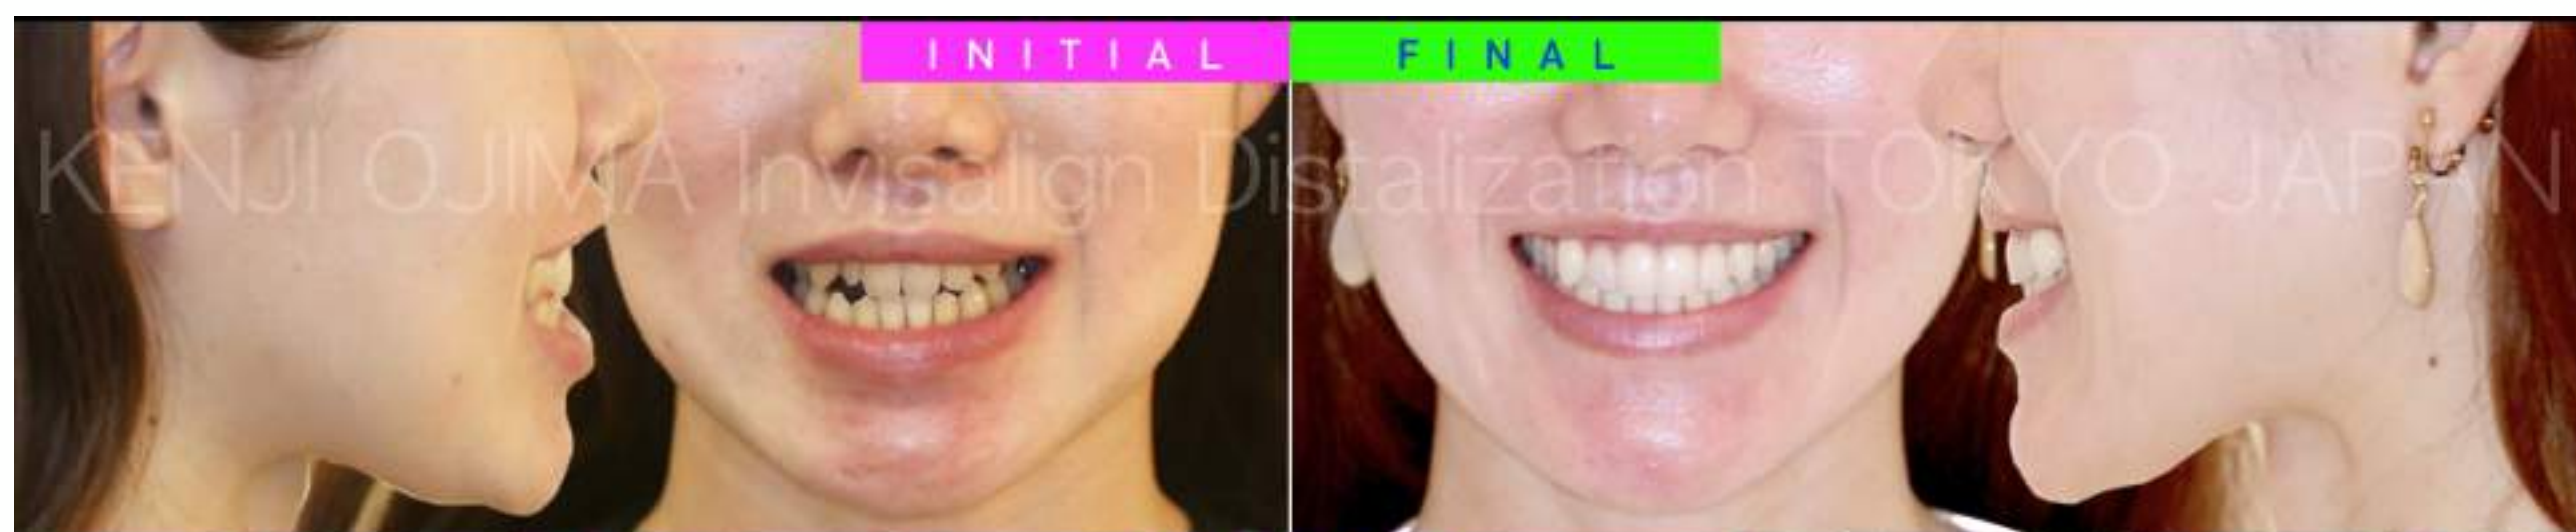 INITIAL FINAL
KENJI OJIMA Invisalign Distalization TOKYO JAPAN